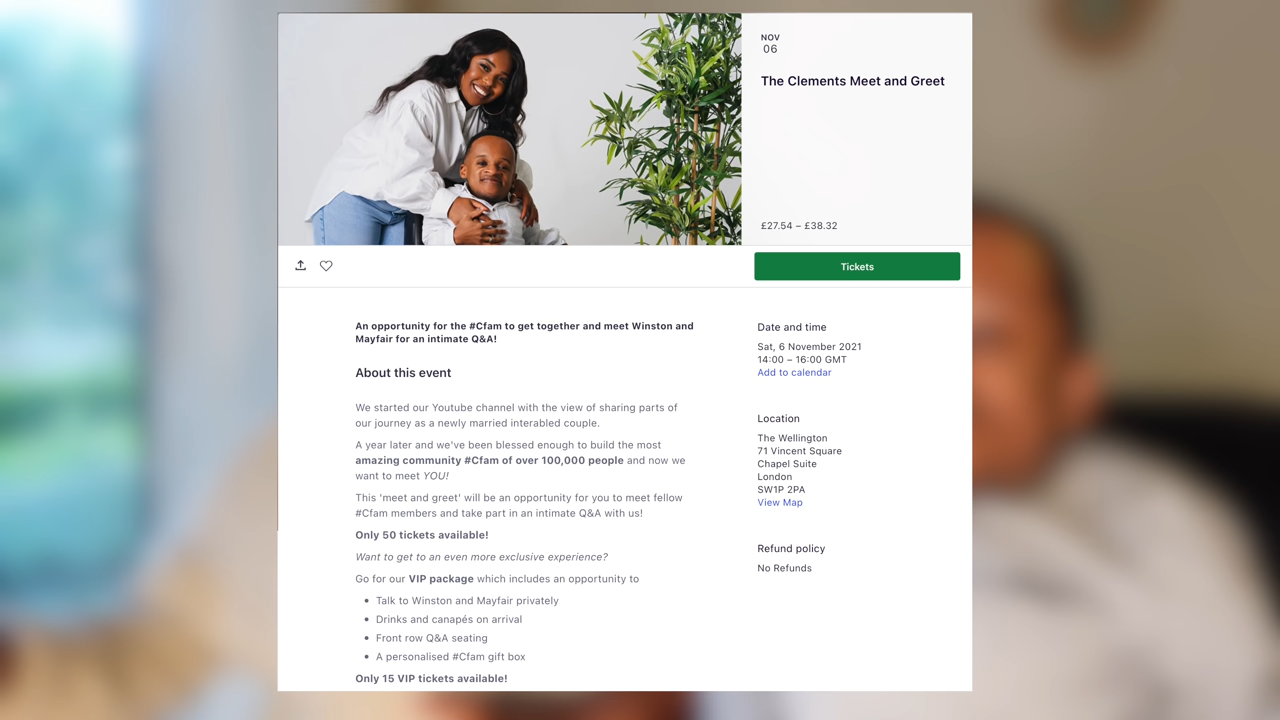 NOV
06
The Clements Meet and Greet
£27.54 – £38.32
Tickets
An opportunity for the #Cfam to get together and meet Winston and
Mayfair for an intimate Q&A!
About this event
We started our Youtube channel with the view of sharing parts of
our journey as a newly married interabled couple.
A year later and we've been blessed enough to build the most
amazing community #Cfam of over 100,000 people and now we
want to meet YOU!
This 'meet and greet' will be an opportunity for you to meet fellow
#Cfam members and take part in an intimate Q&A with us!
Only 50 tickets available!
Want to get to an even more exclusive experience?
Go for our VIP package which includes an opportunity to
• Talk to Winston and Mayfair privately
• Drinks and canapés on arrival
• Front row Q&A seating
• A personalised #Cfam gift box
Only 15 VIP tickets available!
Date and time
Sat, 6 November 2021
14:00 – 16:00 GMT
Add to calendar
Location
The Wellington
71 Vincent Square
Chapel Suite
London
SW1P 2PA
View Map
Refund policy
No Refunds